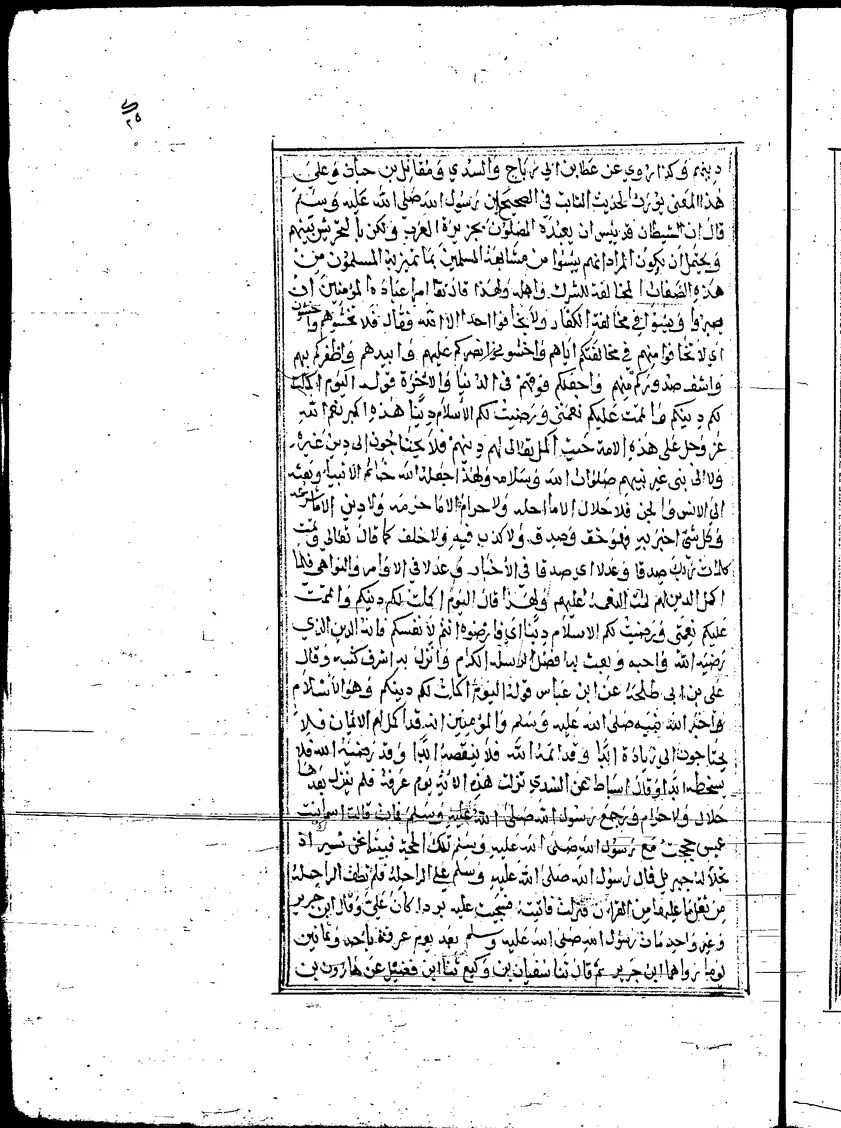 دينهم وكذا روي عن عطا بن ابي رباح والسدي ومقاتل بن حيان وعلى
هذا المعنى يرد الحديث الثابت في الصحيح ان رسول الله صلى الله عليه وسلم
قال ان الشيطان قد يئس ان يعبده المصلون بجزيرة العرب ولكن بالتحريش بينهم
ويحتمل ان يكون المراد انهم يئسوا من مشابهة المسلمين بما تميز به المسلمون من
هذه الصفات المخالفة للشرك واهله ولهذا قال تعا امرا عباده المؤمنين ان
يصبروا ويثبتوا في مخالفة الكفار ولا يخافوا احدا الا الله فقال فلا تخشوهم واخشون
اي لا تخافوا منهم في مخالفتكم اياهم واخشوني انصركم عليهم وابيدهم واظفركم بهم
واشف صدوركم منهم واجعلكم فوقهم في الدنيا والاخرة قوله اليوم اكملت
لكم دينكم واتممت عليكم نعمتي ورضيت لكم الاسلام دينا هذه اكبر نعم الله
عز وجل على هذه الامة حيث اكمل تعالى لهم دينهم فلا يحتاجون الى دين غيره
ولا الى نبي غير نبيهم صلوات الله وسلامه ولهذا جعله الله خاتم الانبيا وبعثه
الى الانس والجن فلا حلال الا ما احله ولا حرام الا ما حرمه ولا دين الا ما شرعه
وكل شي اخبر به فهو حق وصدق ولا كذب فيه ولا خلف كما قال تعالى وتمت
كلمات ربك صدقا وعدلا اي صدقا في الأخبار وعدلا في الاوامر والنواهي فلما
اكمل الدين لهم تمت النعمة عليهم ولهذا قال اليوم اكملت لكم دينكم واتممت
عليكم نعمتي ورضيت لكم الاسلام دينا اي فارضوه انتم لانفسكم فانه الدين الذي
رضيه الله واحبه وبعث به افضل الرسل الكرام وانزل به اشرف كتبه وقال
علي بن ابي طلحة عن ابن عباس قوله اليوم اكملت لكم دينكم وهو الاسلام
اخبر الله نبيه صلى الله عليه وسلم والمؤمنين انه قد اكمل لهم الايمان فلا
يحتاجون الى زيادة ابدا وقد اتمه الله فلا ينقصه ابدا وقد رضيه الله فلا
يسخطه ابدا وقال اسباط عن السدي نزلت هذه الاية يوم عرفة فلم ينزل بعدها
حلال ولا حرام ورجع رسول الله صلى الله عليه وسلم فمات قالت اسما بنت
عميس حججت مع رسول الله صلى الله عليه وسلم تلك الحجة فبينما نحن نسير اذ
تجلا له جبريل قال رسول الله صلى الله عليه وسلم على الراحلة فلم تطق الراحلة
من ثقل ما عليها من القران فبركت فاتيته فسجيت عليه بردا كان علي وقال ابن جرير
وغير واحد مات رسول الله صلى الله عليه وسلم بعد يوم عرفة باحد وثمانين
يوما رواهما ابن جرير ثم قال ثنا سفيان بن وكيع ثنا ابن فضيل عن هارون بن